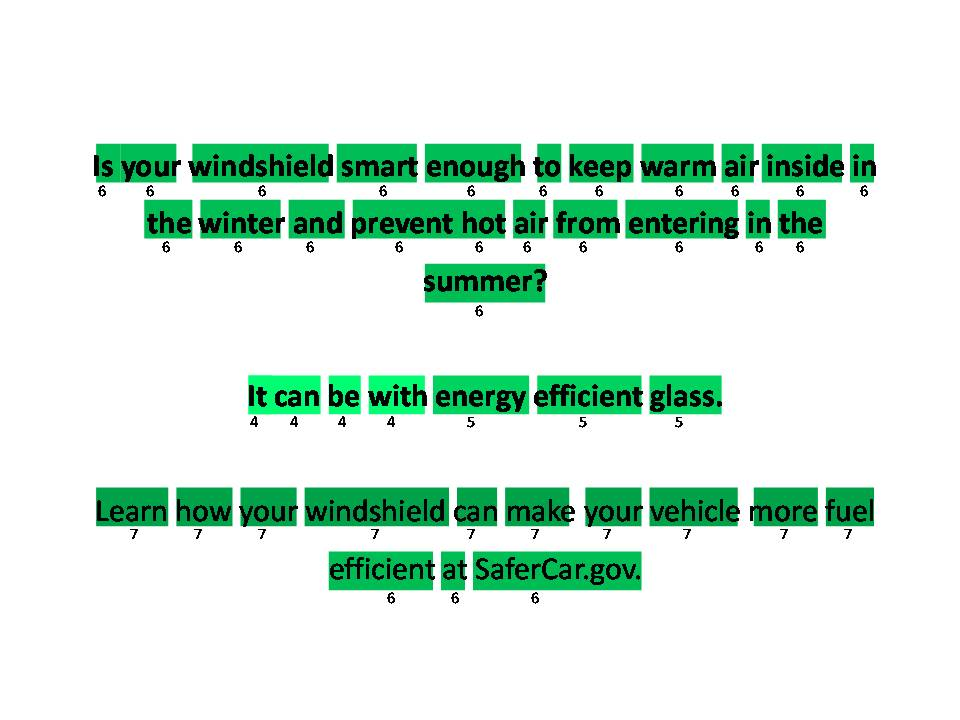 Is your windshield smart enough to keep warm air inside in
6 6 6 6 6 6 6 6 6 6 6
the winter and prevent hot air from entering in the
6 6 6 6 6 6 6 6 6 6
summer?
6
It can be with energy efficient glass.
4 4 4 4 5 5 5
Learn how your windshield can make your vehicle more fuel
7 7 7 7 7 7 7 7 7 7
efficient at SaferCar.gov.
6 6 6